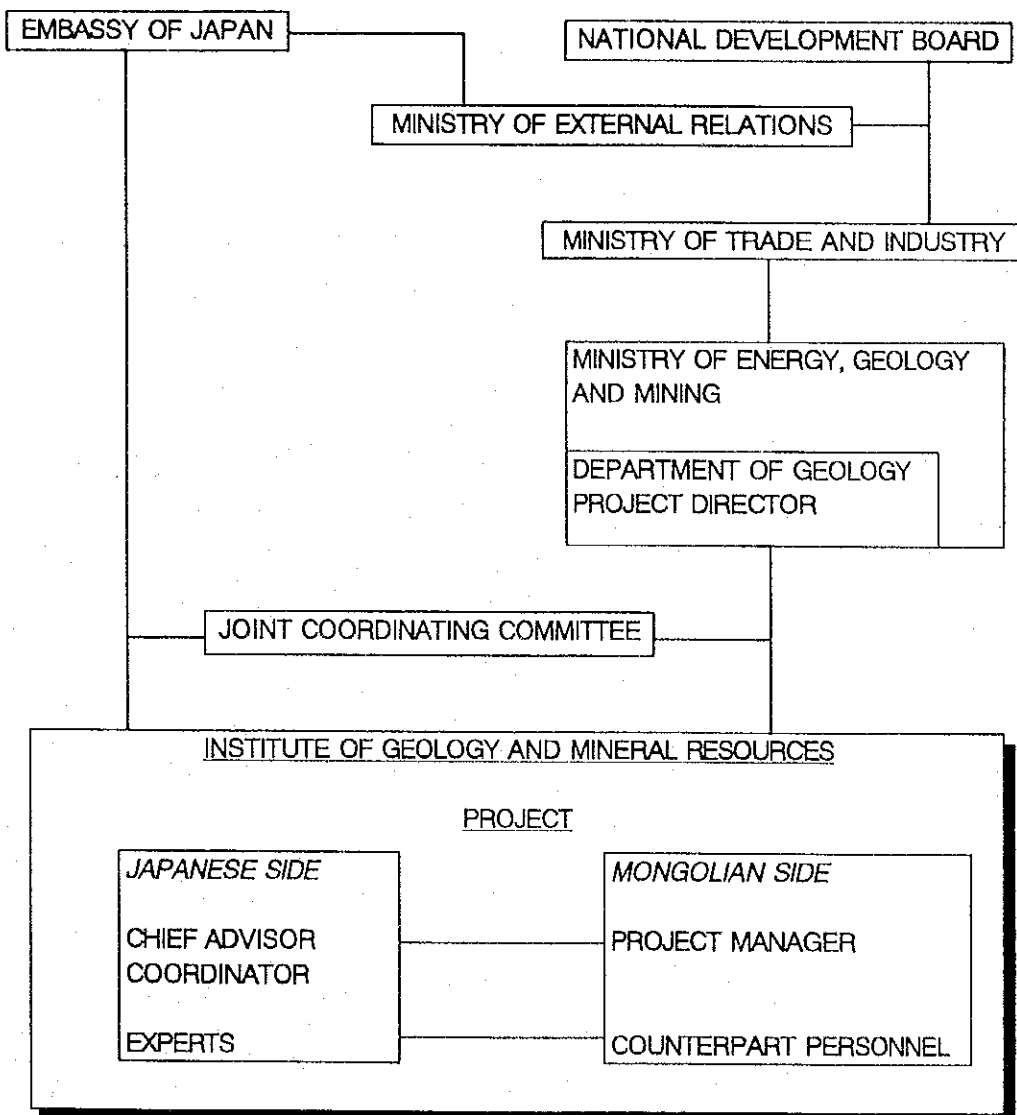 EMBASSY OF JAPAN
NATIONAL DEVELOPMENT BOARD
MINISTRY OF EXTERNAL RELATIONS
MINISTRY OF TRADE AND INDUSTRY
MINISTRY OF ENERGY, GEOLOGY
AND MINING
DEPARTMENT OF GEOLOGY
PROJECT DIRECTOR
JOINT COORDINATING COMMITTEE
INSTITUTE OF GEOLOGY AND MINERAL RESOURCES
PROJECT
JAPANESE SIDE
CHIEF ADVISOR
COORDINATOR
EXPERTS
MONGOLIAN SIDE
PROJECT MANAGER
COUNTERPART PERSONNEL